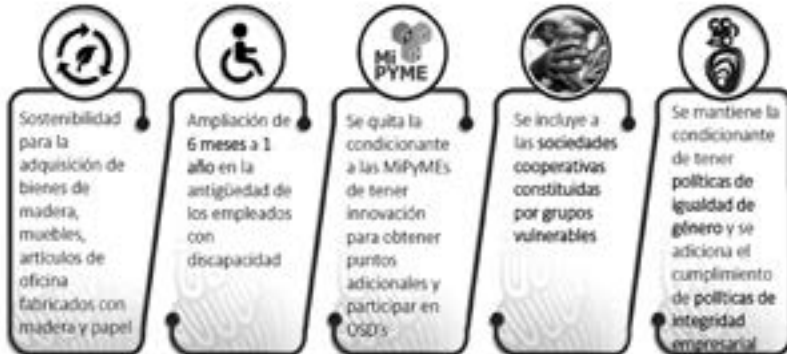 Sostenibilidad
para la
adquisición de
bienes de
madera,
muebles,
artículos de
oficina
fabricados con
madera y papel
Ampliación de
6 meses a 1
año en la
antigüedad de
los empleados
con
discapacidad
Mi
PYME
Se quita la
condicionante
a las MiPyMEs
de tener
innovación
para obtener
puntos
adicionales y
participar en
OSD's
Se incluye a
las sociedades
cooperativas
constituidas
por grupos
vulnerables
Se mantiene la
condicionante
de tener
políticas de
igualdad de
género y se
adiciona el
cumplimiento
de políticas de
integridad
empresarial